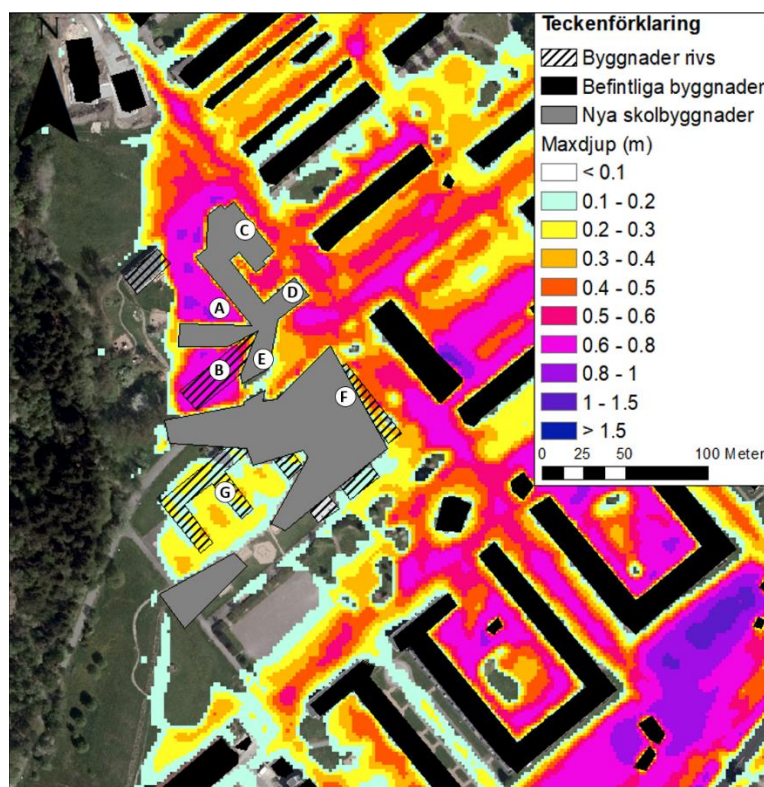 N
Teckenförklaring
Byggnader rivs
Befintliga byggnader
Nya skolbyggnader
Maxdjup (m)
< 0.1
0.1 - 0.2
0.2 - 0.3
0.3 - 0.4
0.4 - 0.5
0.5 - 0.6
0.6 - 0.8
0.8 - 1
1 - 1.5
> 1.5
0 25 50 100 Meter
C
D
A
E
B
F
G